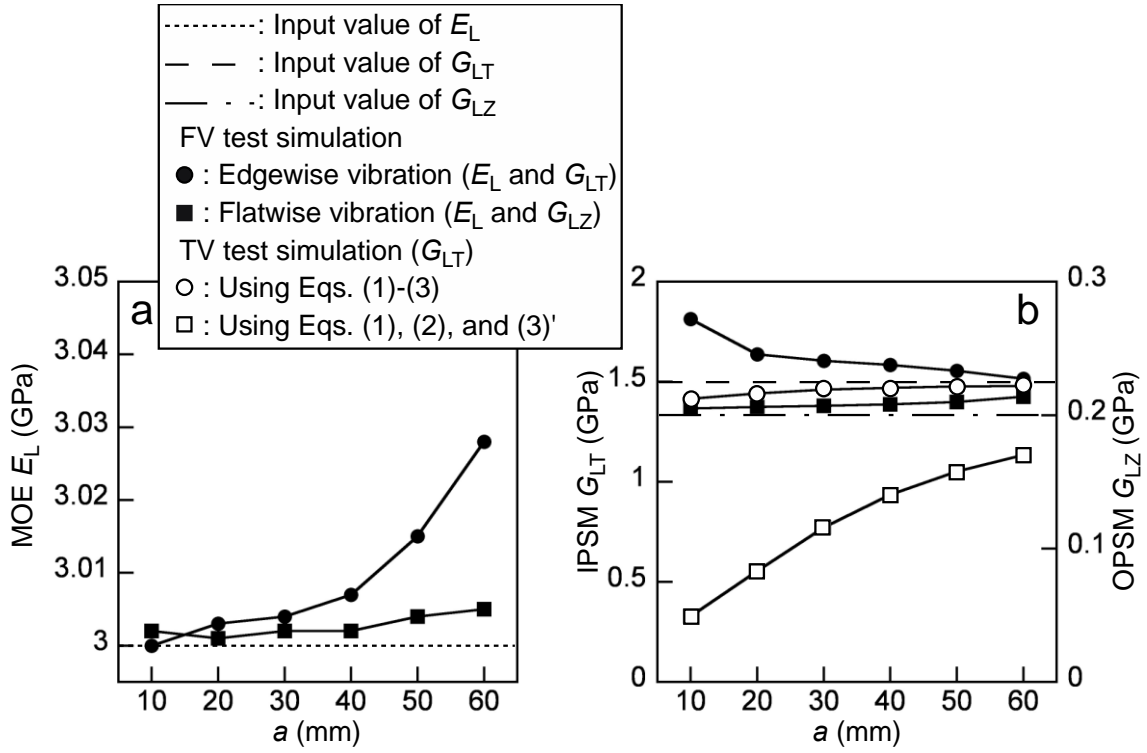 : Input value of EL
: Input value of GLT
: Input value of GLZ
FV test simulation
: Edgewise vibration (EL and GLT)
: Flatwise vibration (EL and GLZ)
TV test simulation (GLT)
: Using Eqs. (1)-(3)
: Using Eqs. (1), (2), and (3)'
a
MOE EL (GPa)
3.05
3.04
3.03
3.02
3.01
3
10 20 30 40 50 60
a (mm)
b
IPSM GLT (GPa)
2
1.5
1
0.5
0
10 20 30 40 50 60
a (mm)
0.3
0.2
0.1
0
OPSM GLZ (GPa)